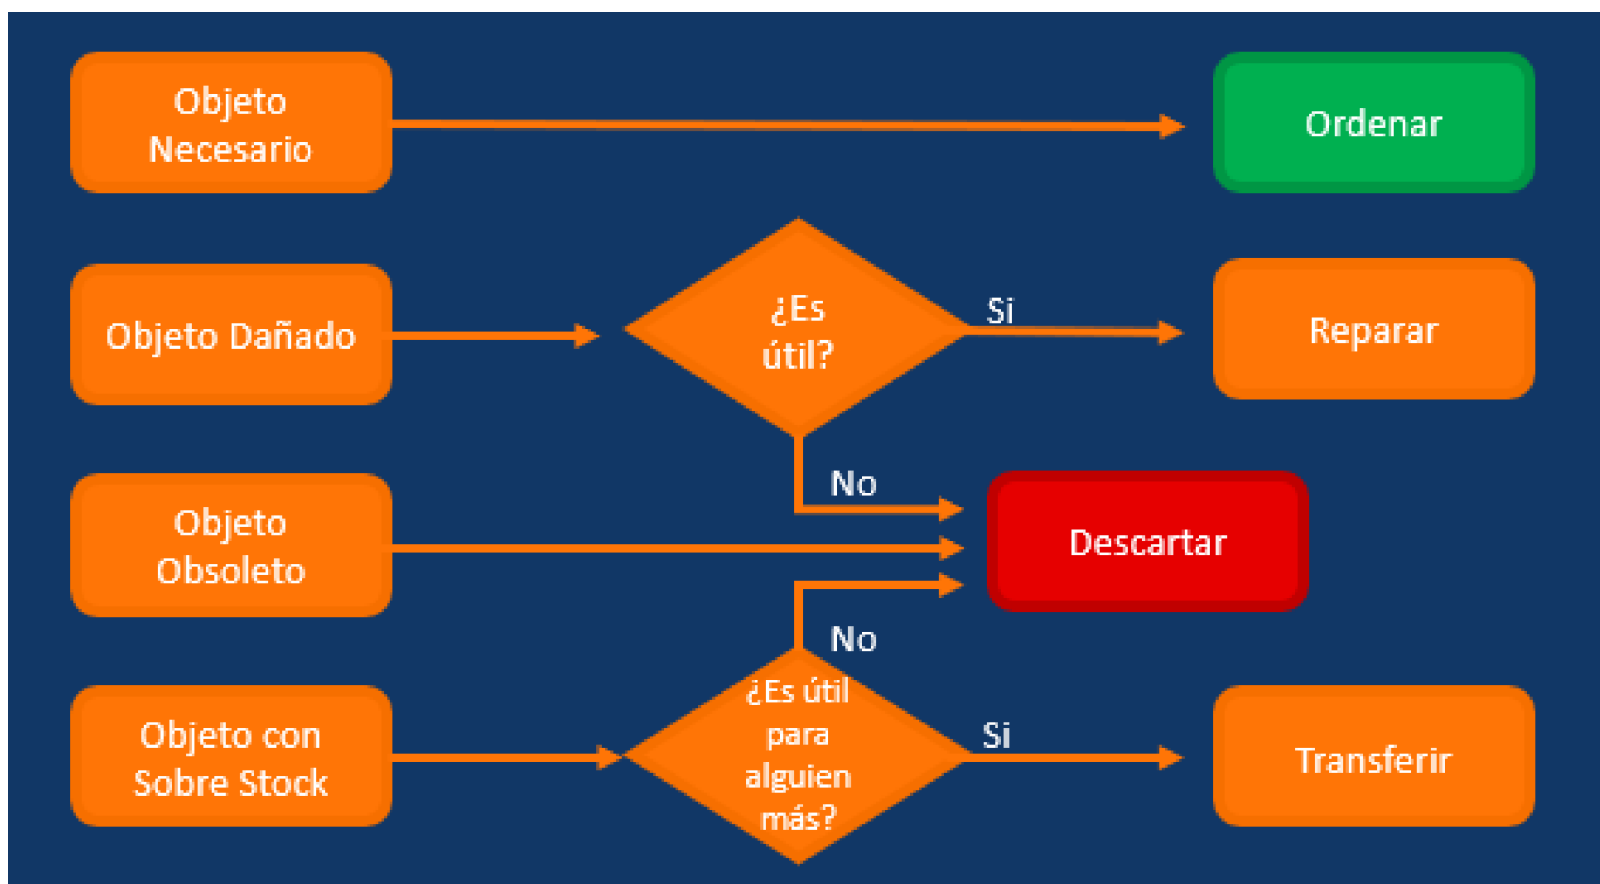 Objeto
Necesario
Ordenar
Objeto Dañado
¿Es
útil?
Si
Reparar
No
Objeto
Obsoleto
Descartar
No
Objeto con
Sobre Stock
¿Es útil
para
alguien
más?
Si
Transferir